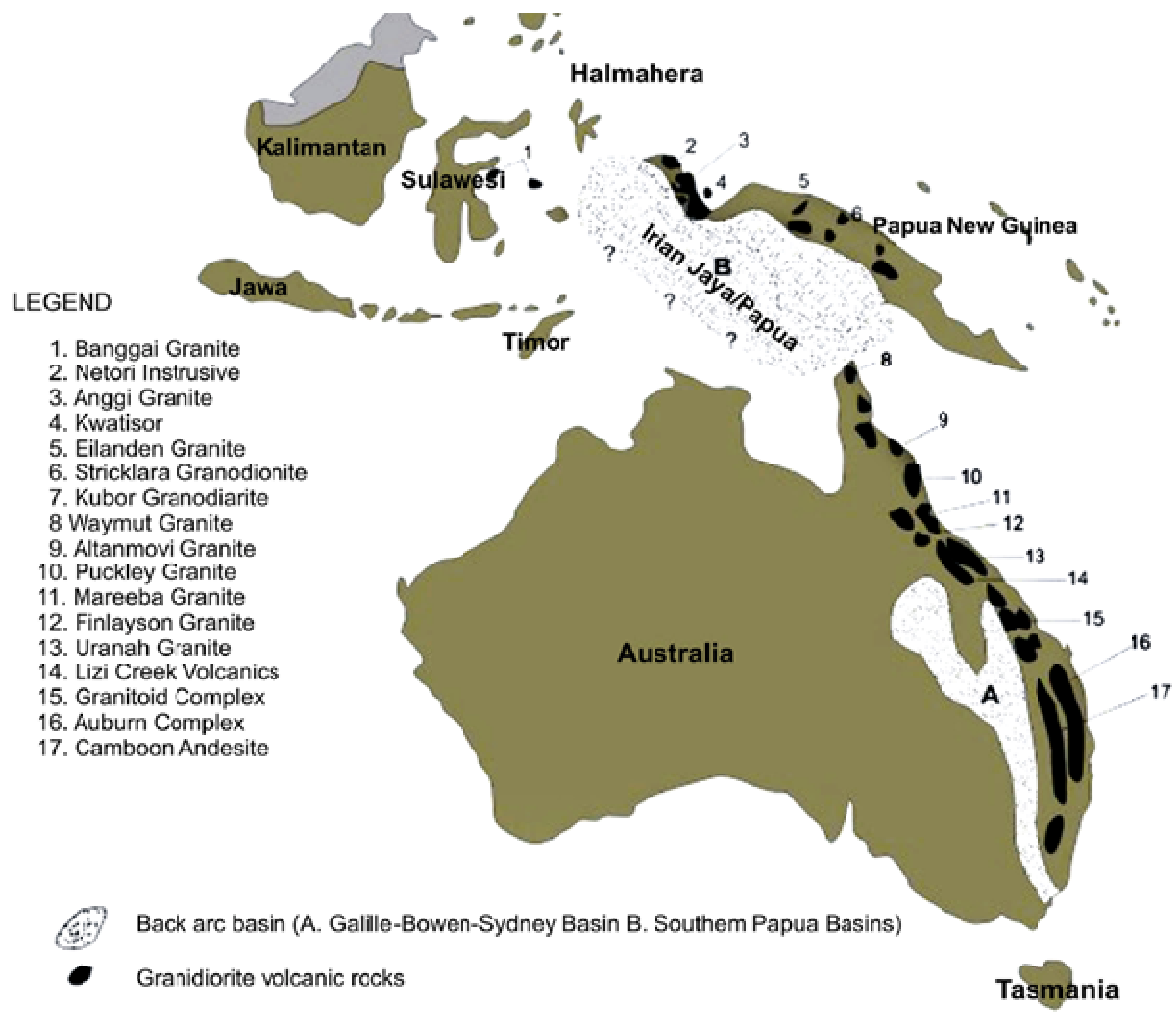 Halmahera
Kalimantan
Sulawesi
1
2
3
4
5
6
Papua New Guinea
Irian Jaya/Papua
B
?
?
?
Jawa
Timor
LEGEND
1. Banggai Granite
2. Netori Instrusive
3. Anggi Granite
4. Kwatisor
5. Eilanden Granite
6. Stricklara Granodionite
7. Kubor Granodiarite
8 Waymut Granite
9. Altanmovi Granite
10. Puckley Granite
11. Mareeba Granite
12. Finlayson Granite
13. Uranah Granite
14. Lizi Creek Volcanics
15. Granitoid Complex
16. Auburn Complex
17. Camboon Andesite
8
9
10
11
12
13
14
15
16
17
Australia
A
Back arc basin (A. Galille-Bowen-Sydney Basin B. Southern Papua Basins)
Granidiorite volcanic rocks
Tasmania